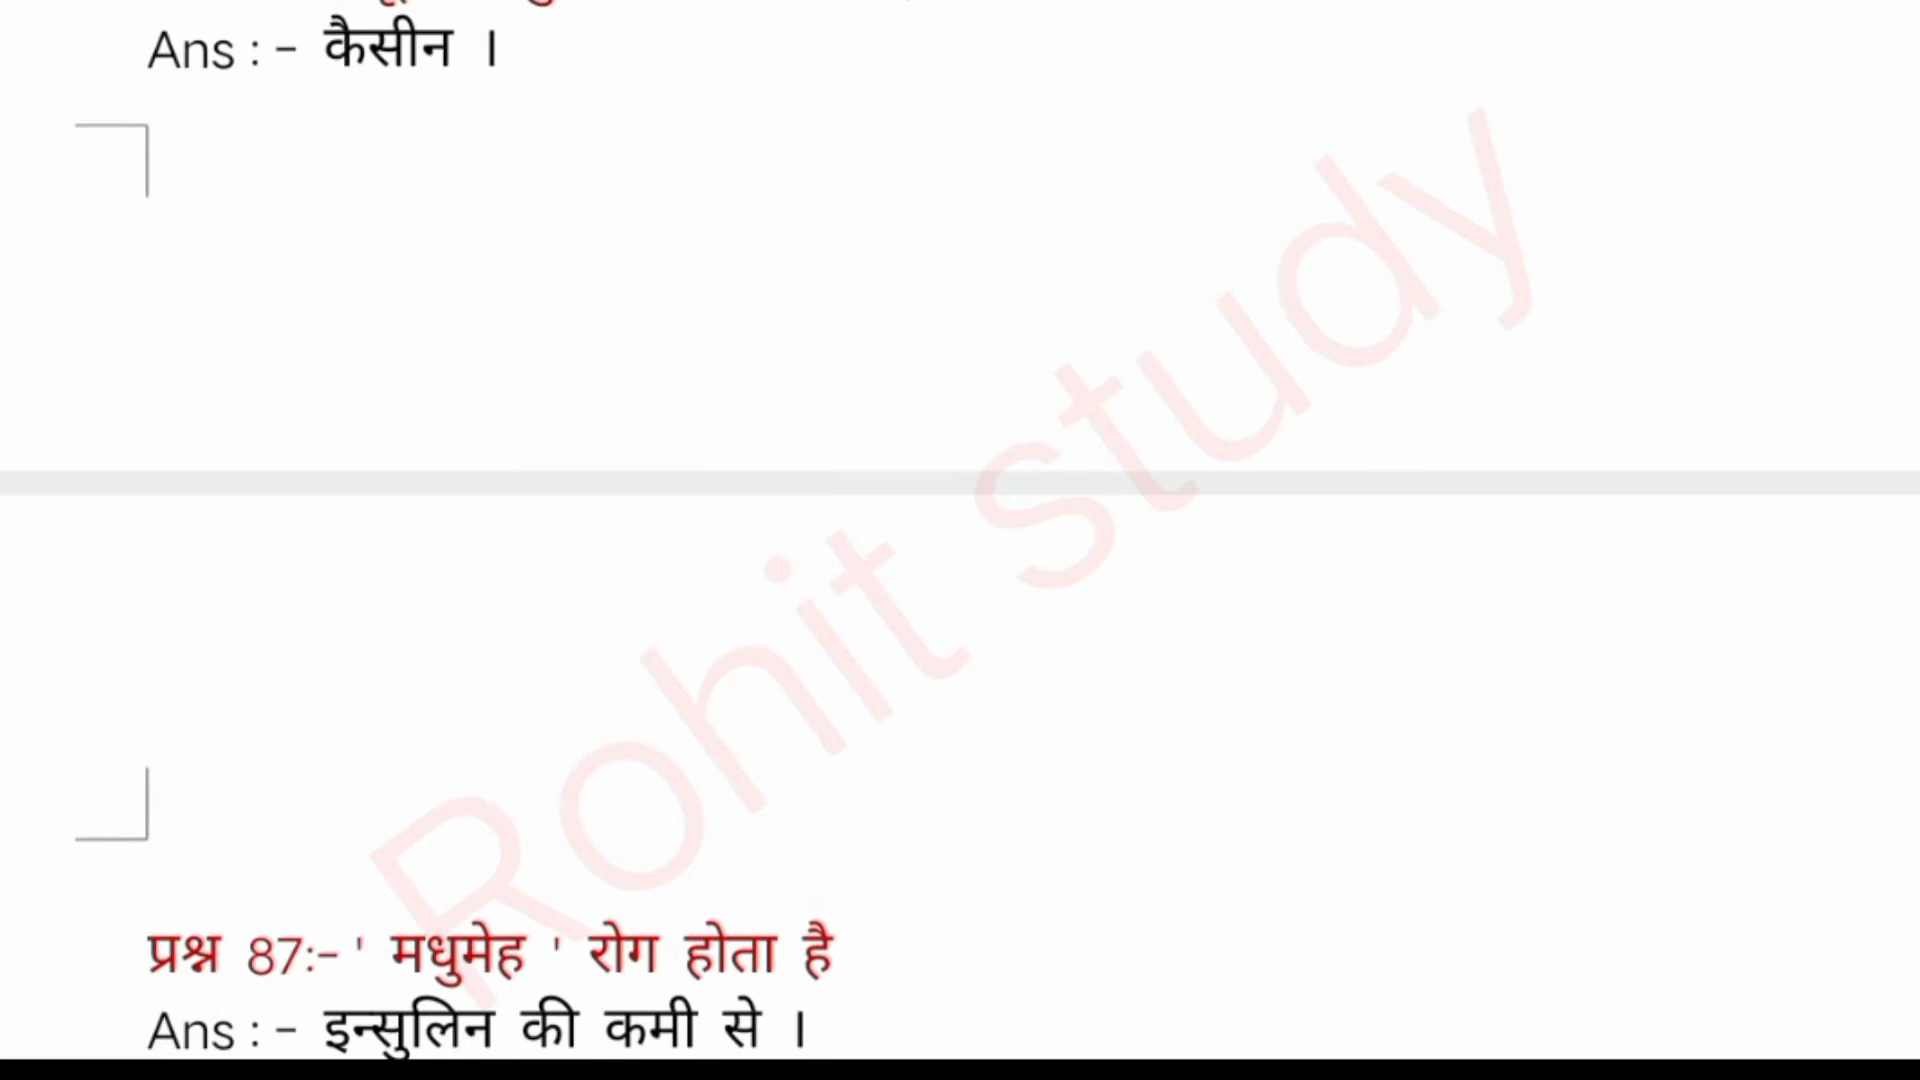 Ans : - कैसीन ।
Rohit study
प्रश्न 87:- ' मधुमेह ' रोग होता है
Ans : - इन्सुलिन की कमी से ।